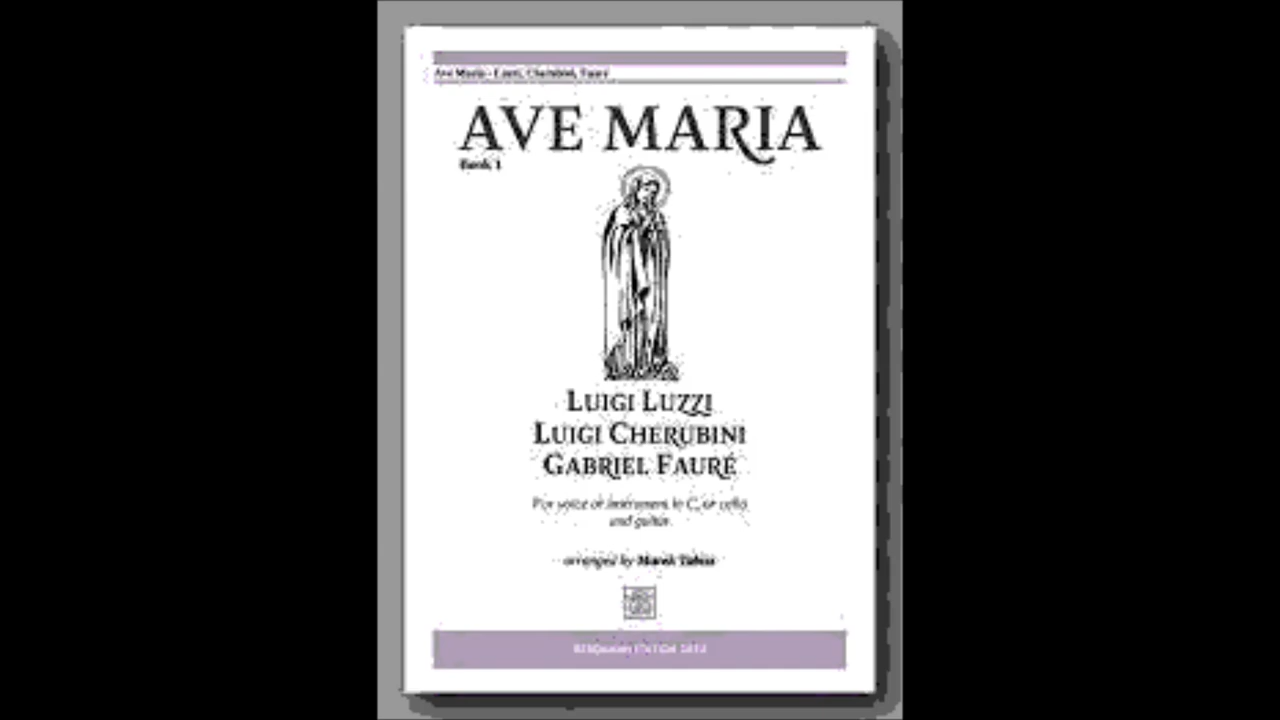 Ave Maria - Luzzi, Cherubini, Fauré
AVE MARIA
Book 1
LUIGI LUZZI
LUIGI CHERUBINI
GABRIEL FAURÉ
For voice or instrument in C, or cello
and guitar
arranged by Marek